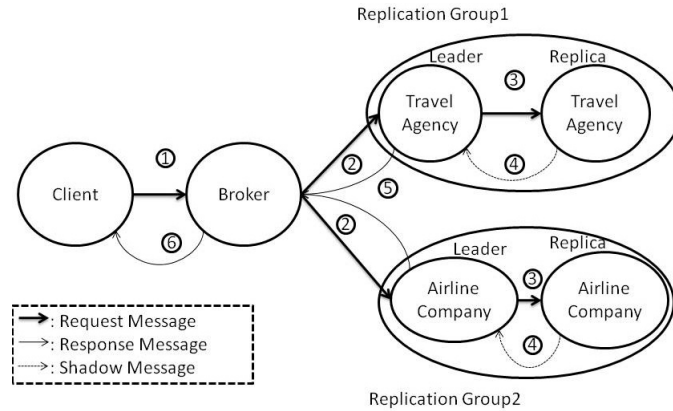 Replication Group1
Leader
Replica
③
Travel
Agency
Travel
Agency
①
②
④
⑤
Client
Broker
②
⑥
Leader
Replica
③
Airline
Company
Airline
Company
④
: Request Message
: Response Message
: Shadow Message
Replication Group2